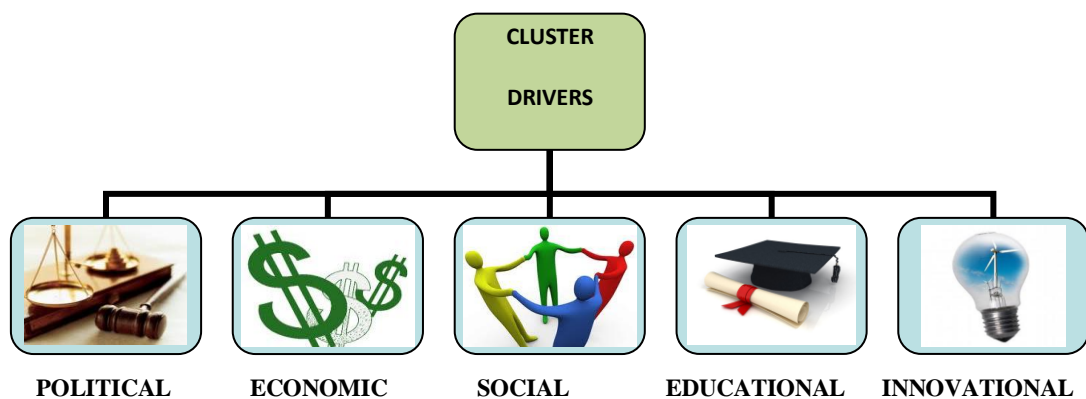 CLUSTER
DRIVERS
POLITICAL ECONOMIC SOCIAL EDUCATIONAL INNOVATIONAL